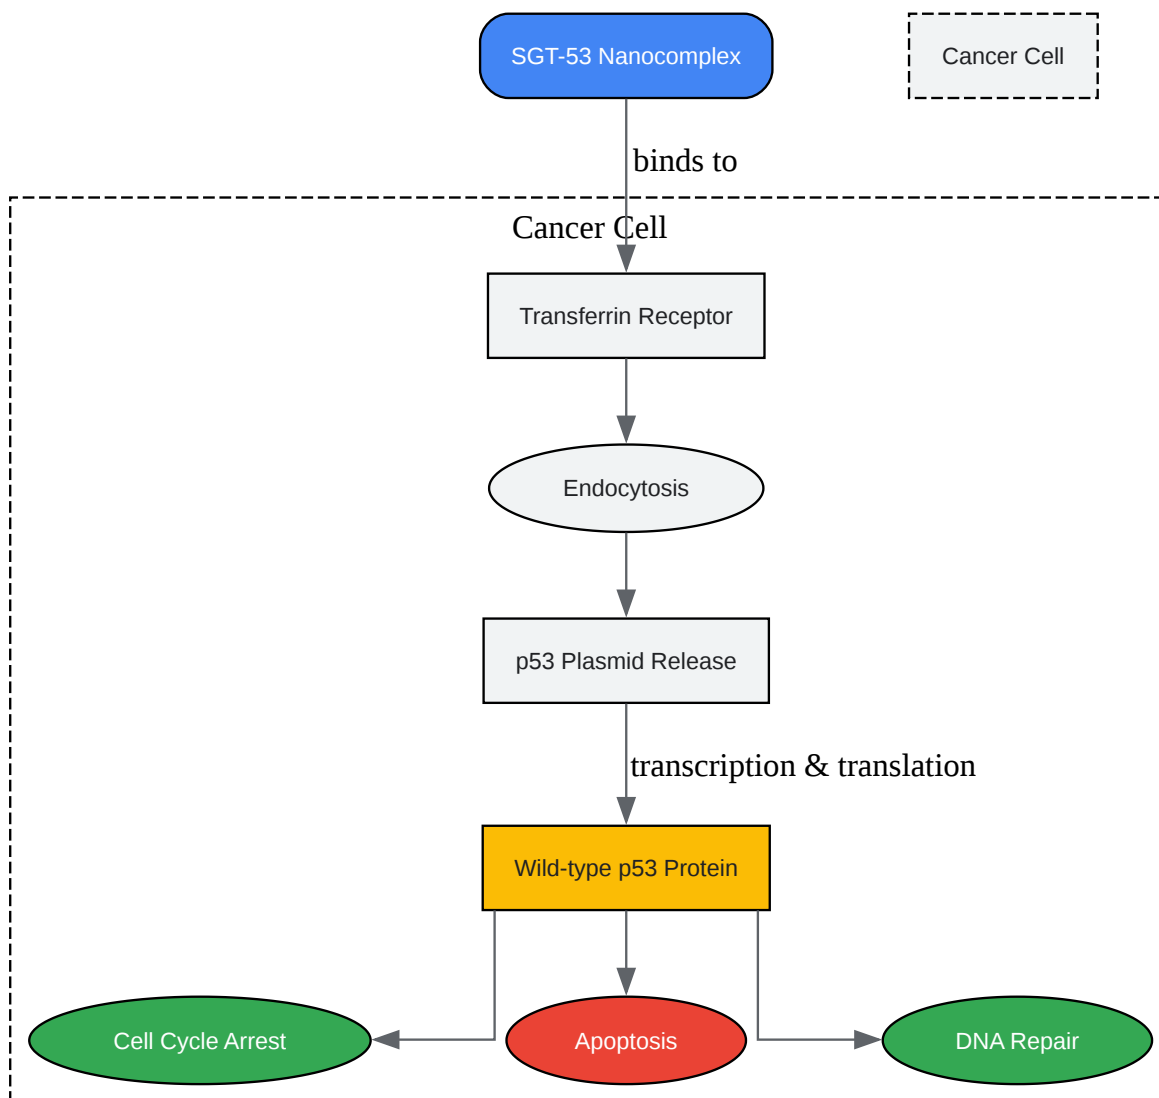 SGT-53 Nanocomplex
Cancer Cell
binds to
Cancer Cell
Transferrin Receptor
Endocytosis
p53 Plasmid Release
transcription & translation
Wild-type p53 Protein
Cell Cycle Arrest
Apoptosis
DNA Repair